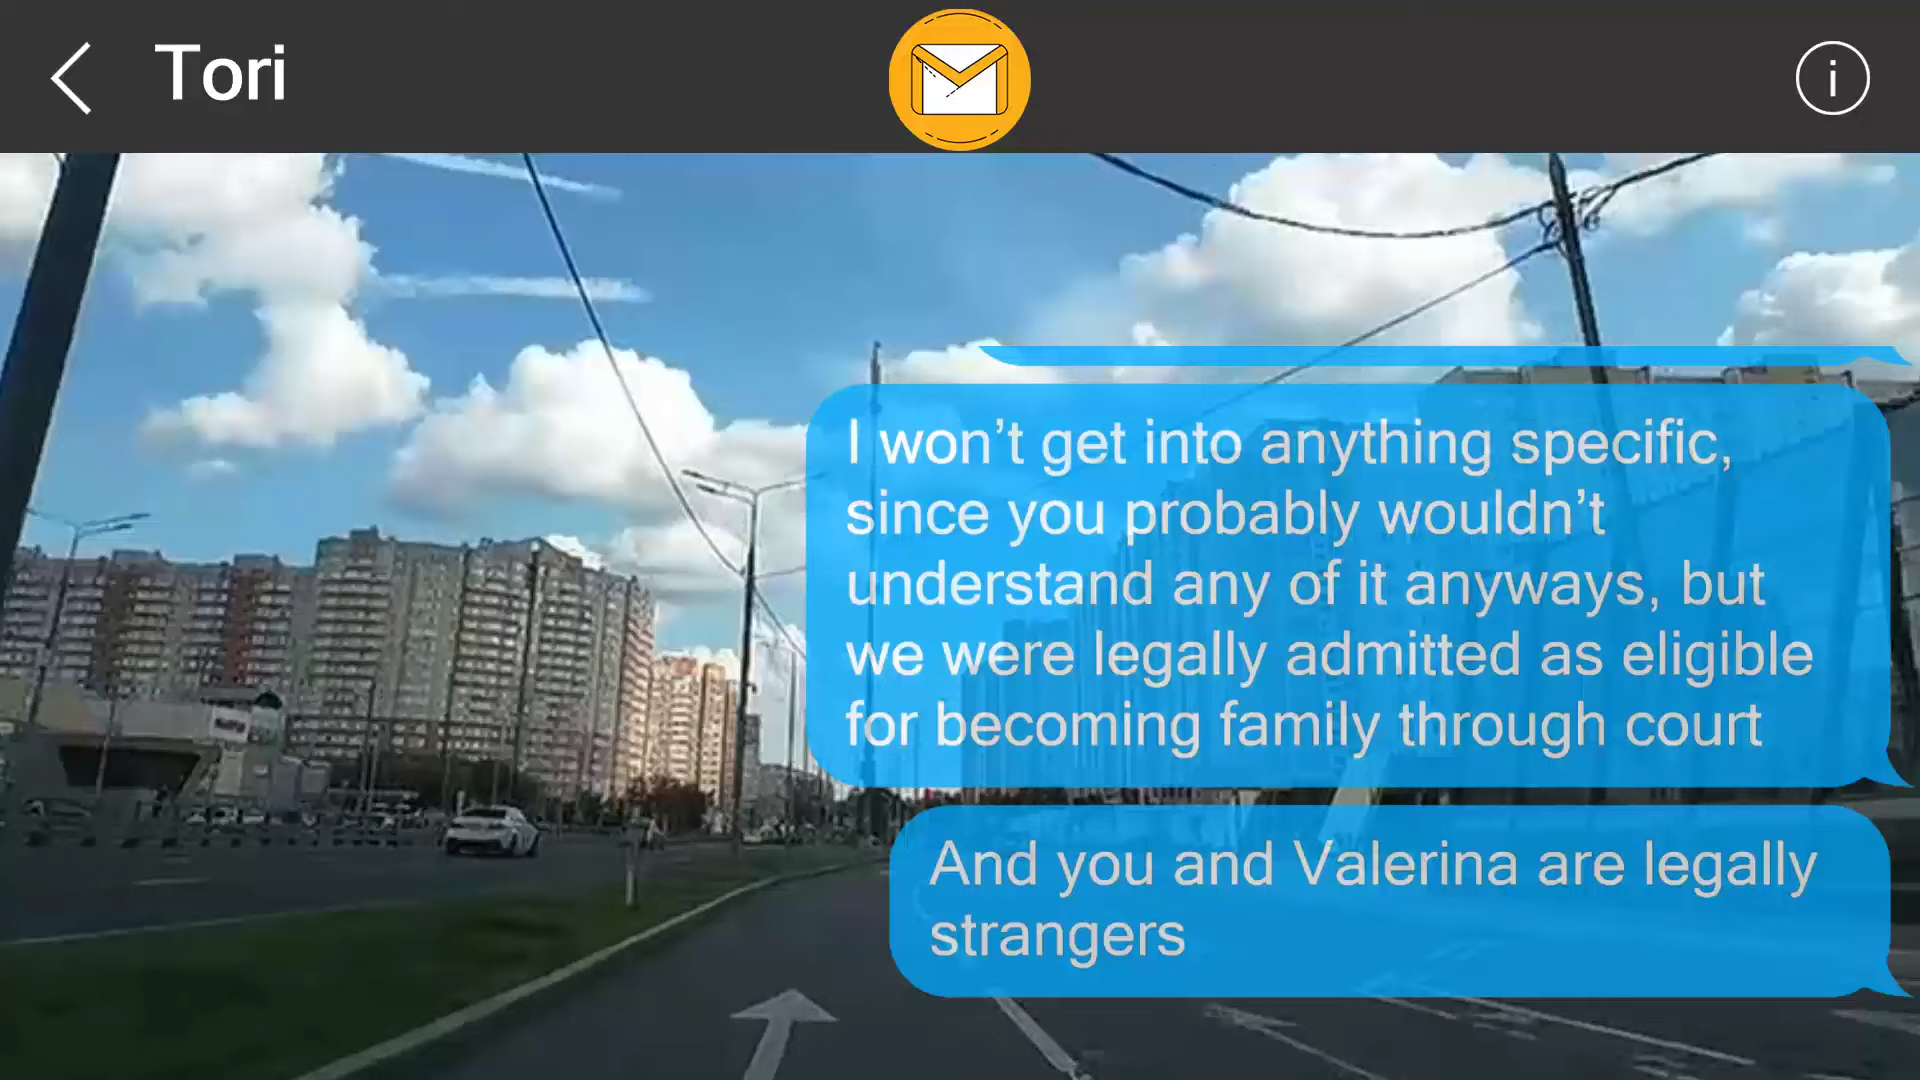 Tori
i
I won’t get into anything specific,
since you probably wouldn’t
understand any of it anyways, but
we were legally admitted as eligible
for becoming family through court
And you and Valerina are legally
strangers